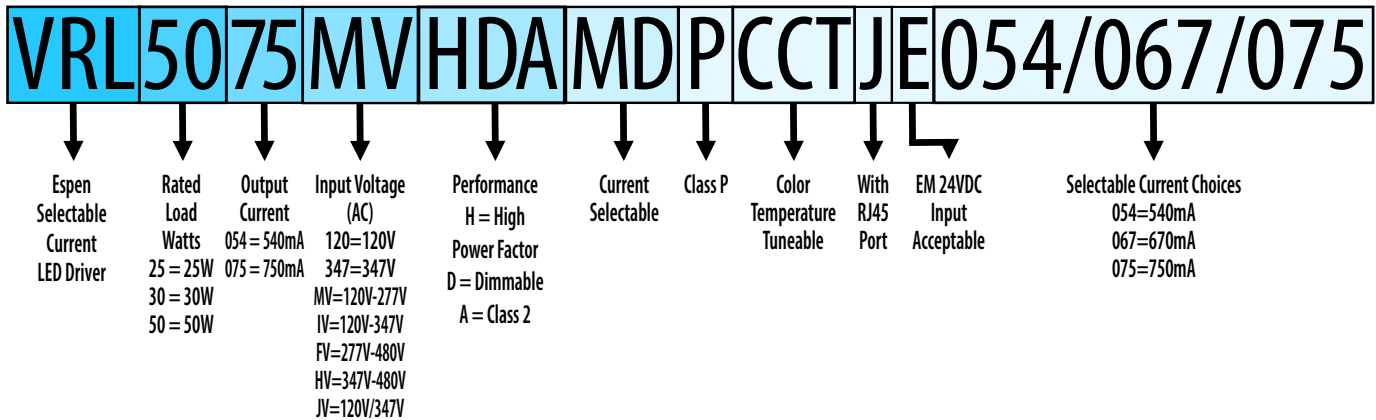 VRL5075MVHDAMDPCCTJE054/067/075
Espen
Selectable
Current
LED Driver
Rated
Load
Watts
25 = 25W
30 = 30W
50 = 50W
Output
Current
054 = 540mA
075 = 750mA
Input Voltage
(AC)
120=120V
347=347V
MV=120V-277V
IV=120V-347V
FV=277V-480V
HV=347V-480V
JV=120V/347V
Performance
H = High
Power Factor
D = Dimmable
A = Class 2
Current
Selectable
Class P
Color
Temperature
Tuneable
With
RJ45
Port
EM 24VDC
Input
Acceptable
Selectable Current Choices
054=540mA
067=670mA
075=750mA